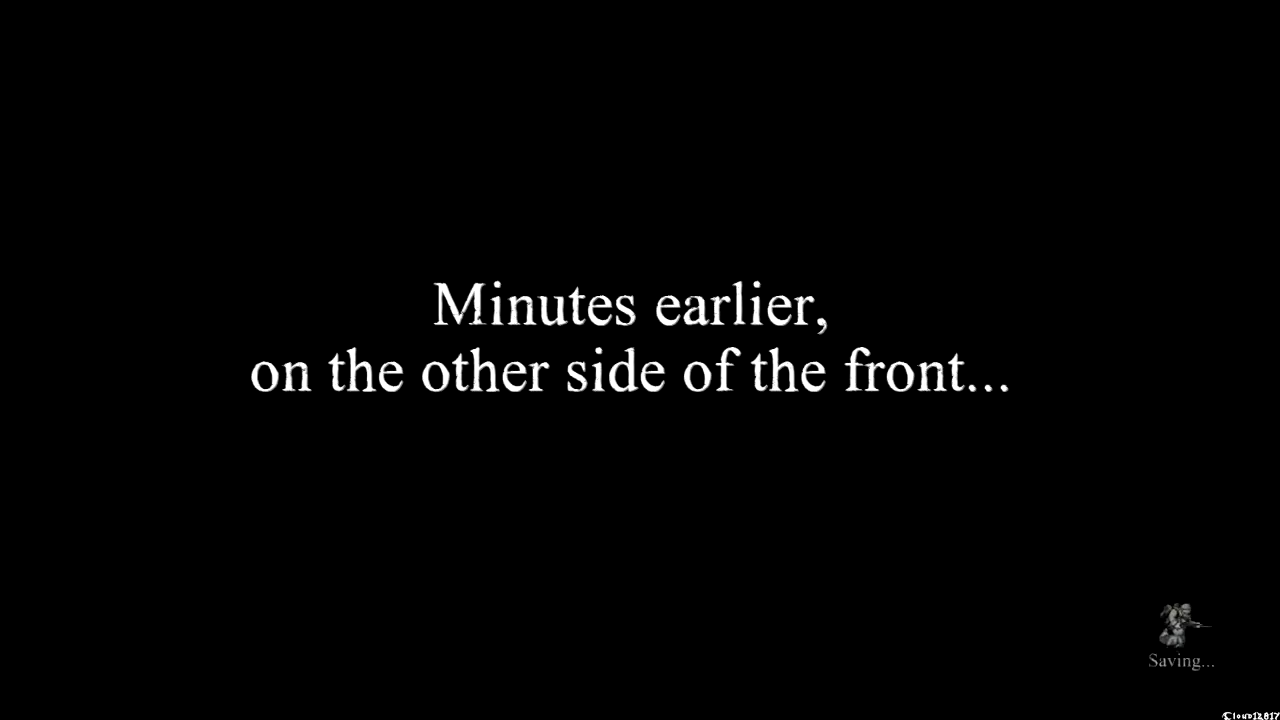 Minutes earlier,
on the other side of the front...
Saving...